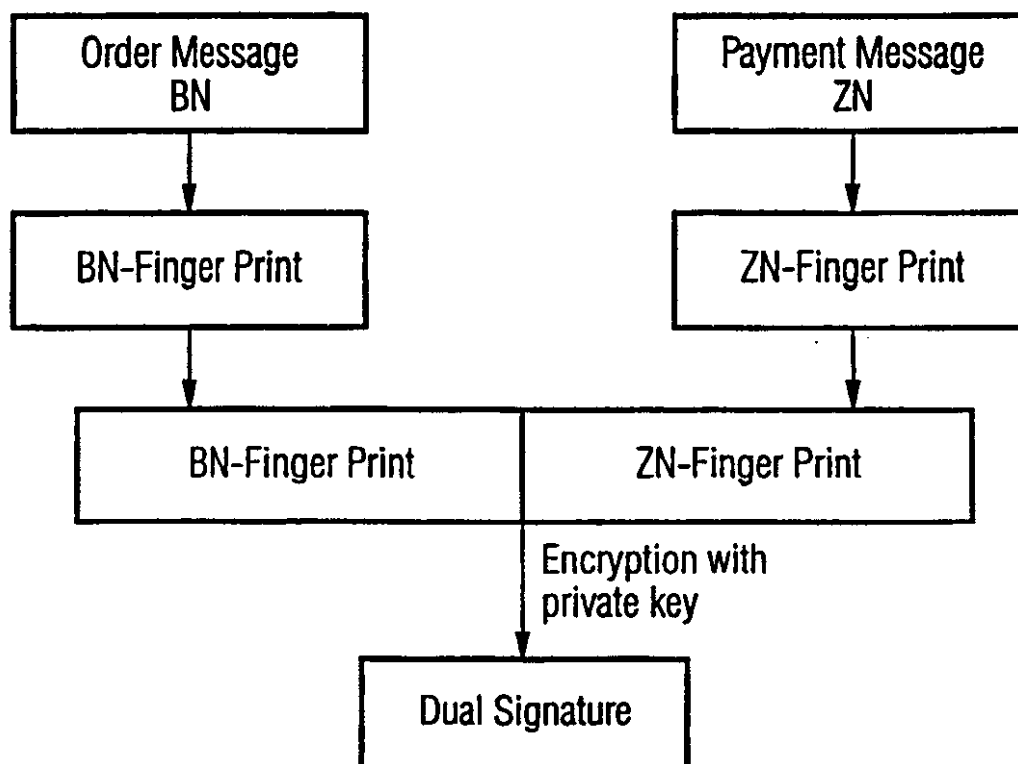 Order Message
BN
Payment Message
ZN
BN-Finger Print
ZN-Finger Print
BN-Finger Print
ZN-Finger Print
Encryption with
private key
Dual Signature